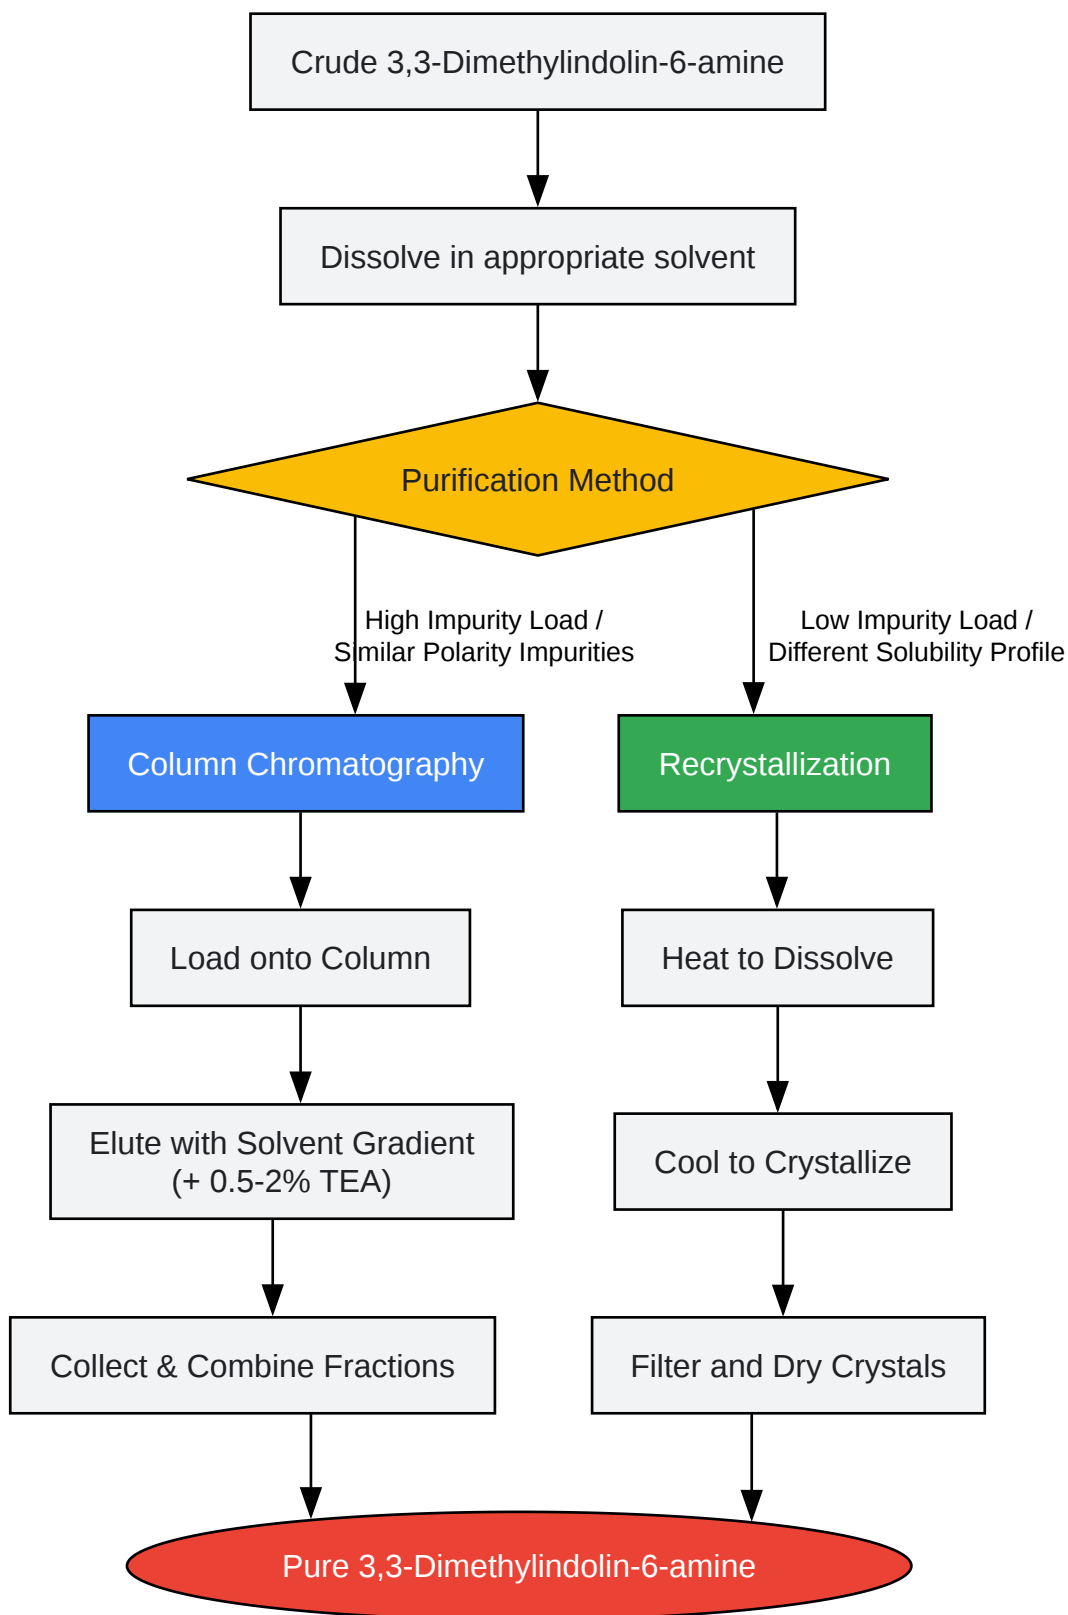 Crude 3,3-Dimethylindolin-6-amine
Dissolve in appropriate solvent
Purification Method
High Impurity Load /
Similar Polarity Impurities
Low Impurity Load /
Different Solubility Profile
Column Chromatography
Recrystallization
Load onto Column
Heat to Dissolve
Elute with Solvent Gradient
(+ 0.5-2% TEA)
Cool to Crystallize
Collect & Combine Fractions
Filter and Dry Crystals
Pure 3,3-Dimethylindolin-6-amine